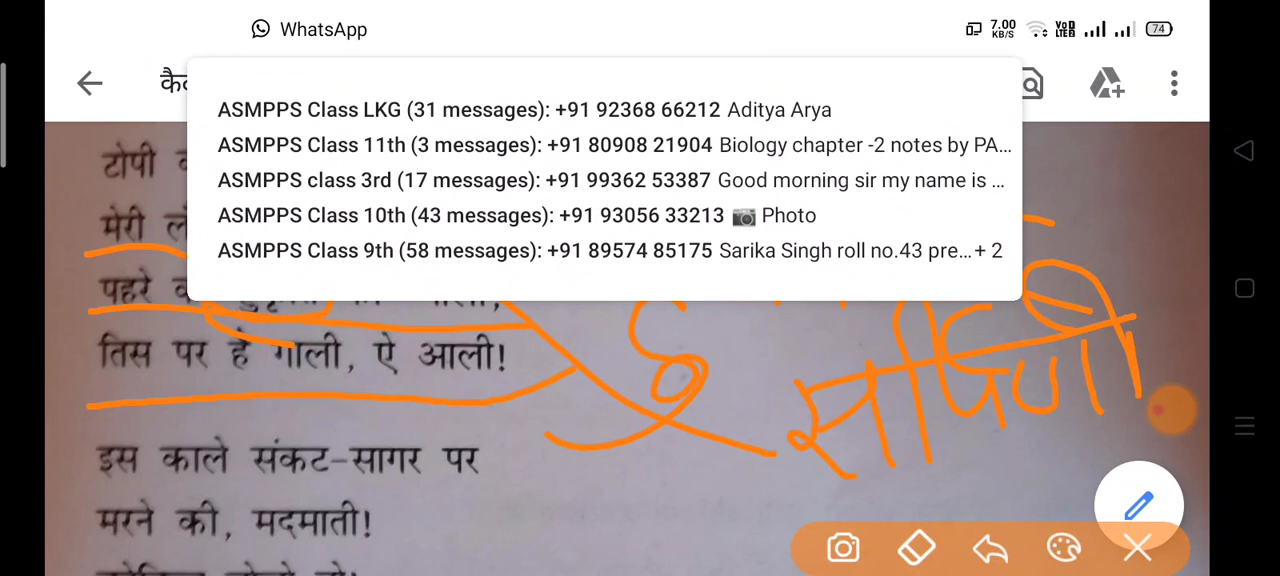 WhatsApp
7.00 KB/S VoD LTE 74
ASMPPS Class LKG (31 messages): +91 92368 66212 Aditya Arya
ASMPPS Class 11th (3 messages): +91 80908 21904 Biology chapter -2 notes by PA...
ASMPPS class 3rd (17 messages): +91 99362 53387 Good morning sir my name is ...
ASMPPS Class 10th (43 messages): +91 93056 33213 📷 Photo
ASMPPS Class 9th (58 messages): +91 89574 85175 Sarika Singh roll no.43 pre...+ 2
टोपी
मेरी
पहरे
तिस पर है गाली, ऐ आली!
सर्पिणी
इस काले संकट-सागर पर
मरने की, मदमाती!